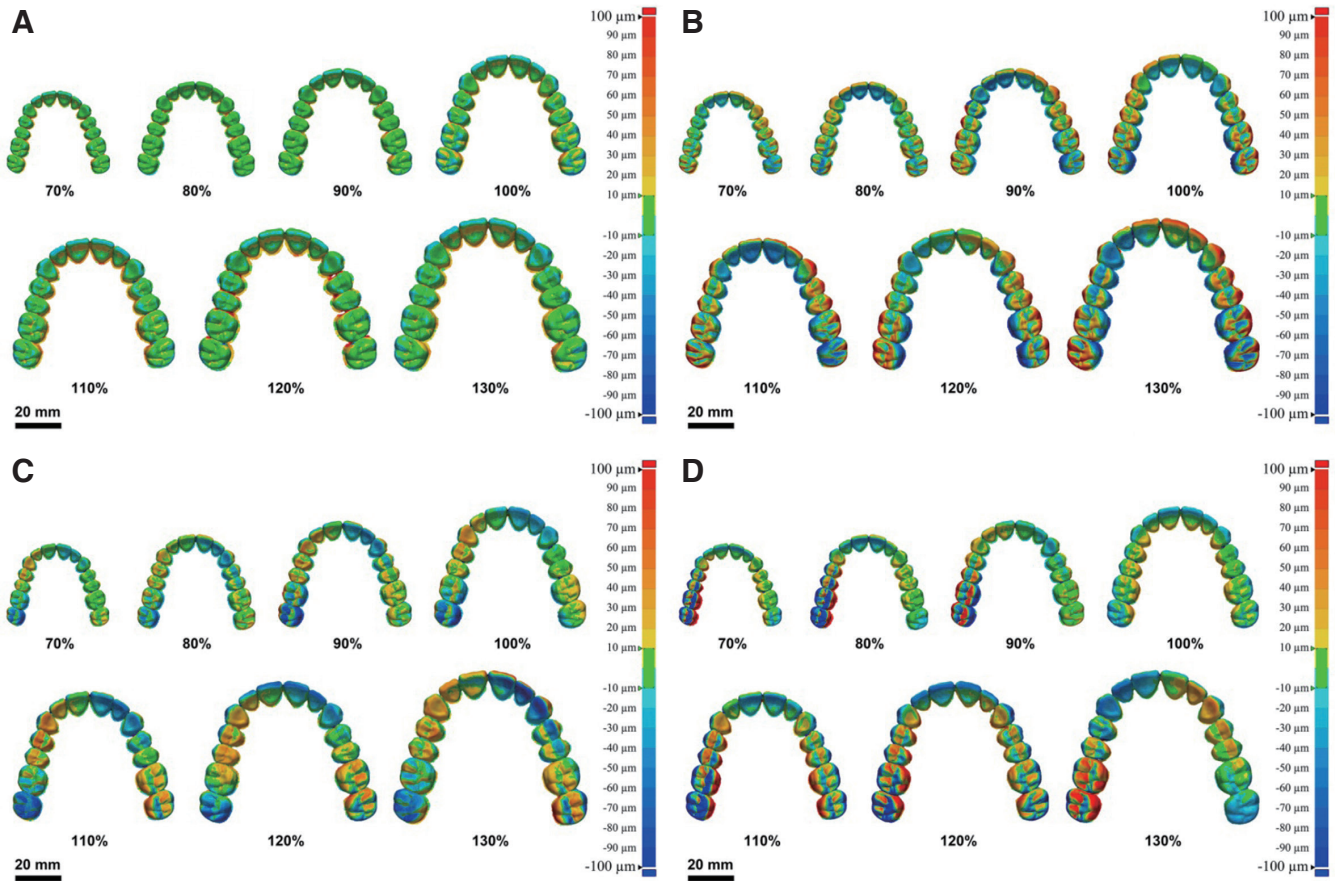 A
70%
80%
90%
100%
110%
120%
130%
20 mm
100 µm
90 µm
80 µm
70 µm
60 µm
50 µm
40 µm
30 µm
20 µm
10 µm
-10 µm
-20 µm
-30 µm
-40 µm
-50 µm
-60 µm
-70 µm
-80 µm
-90 µm
-100 µm
B
70%
80%
90%
100%
110%
120%
130%
20 mm
100 µm
90 µm
80 µm
70 µm
60 µm
50 µm
40 µm
30 µm
20 µm
10 µm
-10 µm
-20 µm
-30 µm
-40 µm
-50 µm
-60 µm
-70 µm
-80 µm
-90 µm
-100 µm
C
70%
80%
90%
100%
110%
120%
130%
20 mm
100 µm
90 µm
80 µm
70 µm
60 µm
50 µm
40 µm
30 µm
20 µm
10 µm
-10 µm
-20 µm
-30 µm
-40 µm
-50 µm
-60 µm
-70 µm
-80 µm
-90 µm
-100 µm
D
70%
80%
90%
100%
110%
120%
130%
20 mm
100 µm
90 µm
80 µm
70 µm
60 µm
50 µm
40 µm
30 µm
20 µm
10 µm
-10 µm
-20 µm
-30 µm
-40 µm
-50 µm
-60 µm
-70 µm
-80 µm
-90 µm
-100 µm